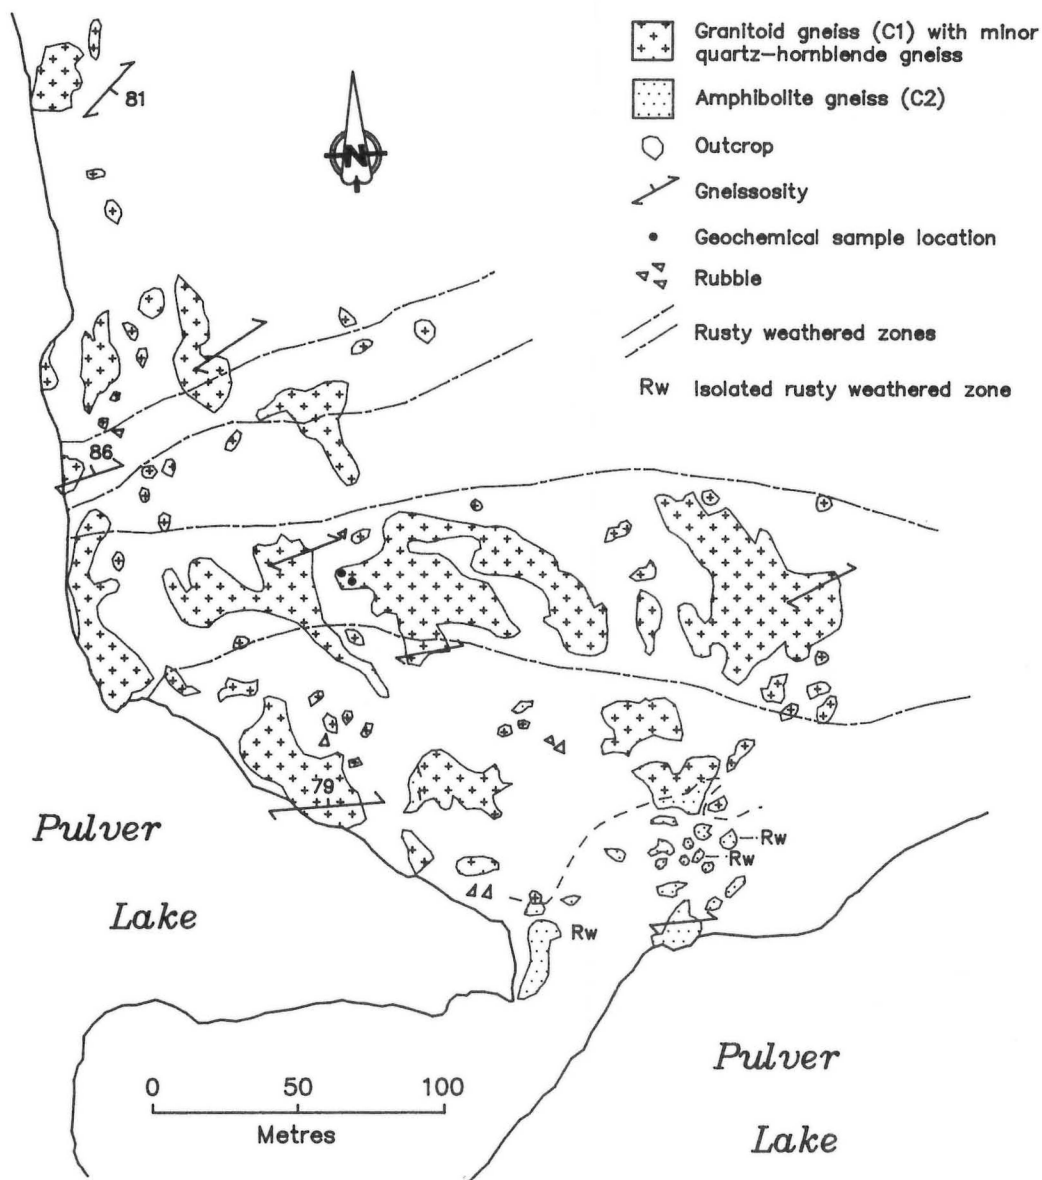 Granitoid gneiss (C1) with minor
quartz-hornblende gneiss
Amphibolite gneiss (C2)
Outcrop
Gneissosity
Geochemical sample location
Rubble
Rusty weathered zones
Rw Isolated rusty weathered zone
81
N
86
79
Pulver
Lake
Rw
Rw
Rw
Pulver
Lake
0 50 100
Metres